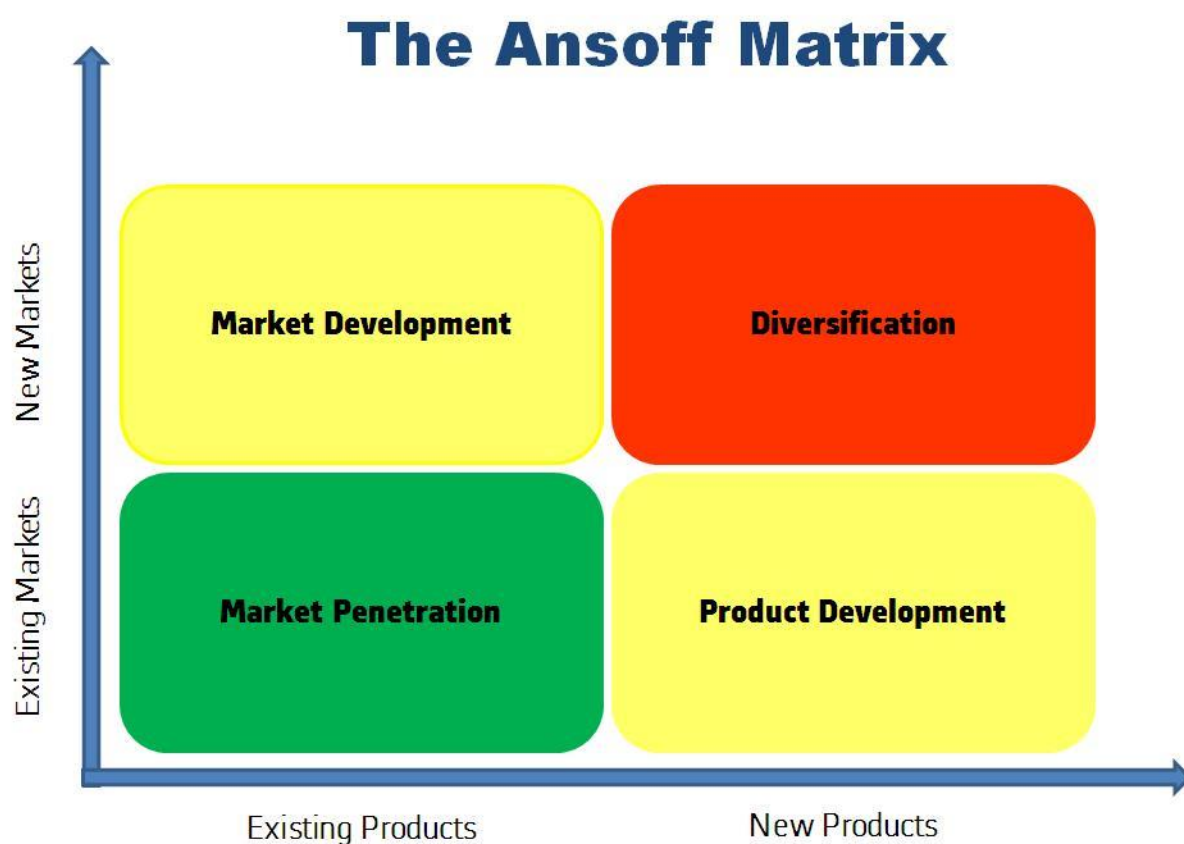 The Ansoff Matrix
New Markets
Market Development
Diversification
Existing Markets
Market Penetration
Product Development
Existing Products
New Products